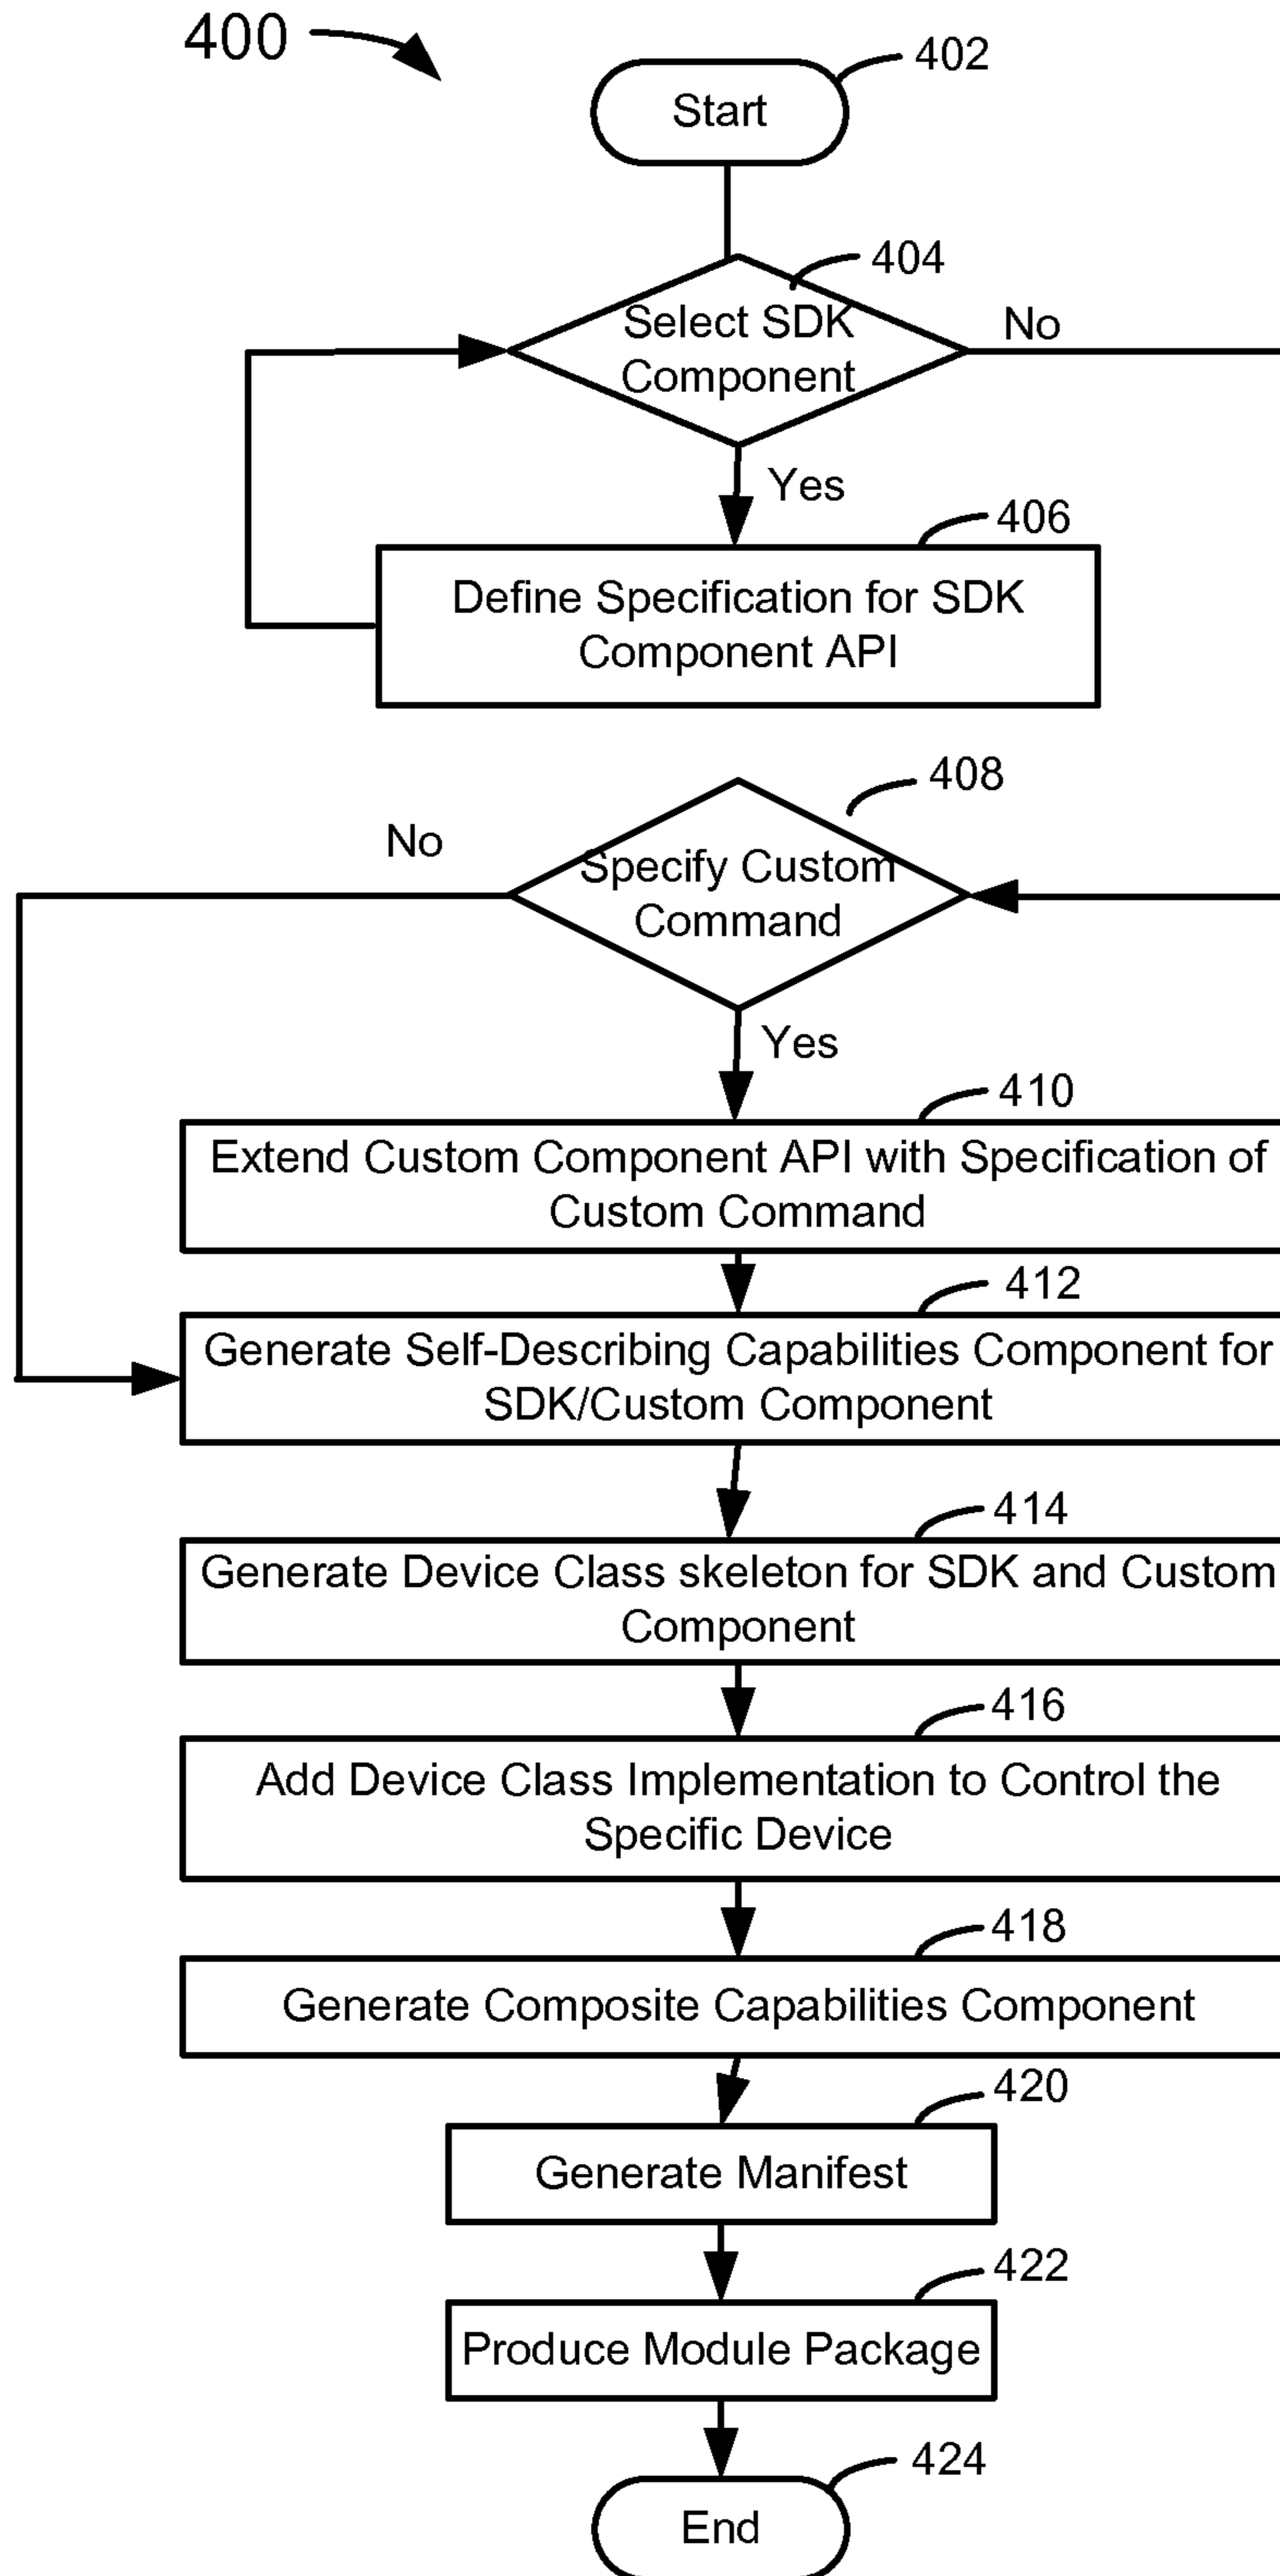 400
402
Start
404
Select SDK
Component
No
Yes
406
Define Specification for SDK
Component API
408
No
Specify Custom
Command
Yes
410
Extend Custom Component API with Specification of
Custom Command
412
Generate Self-Describing Capabilities Component for
SDK/Custom Component
414
Generate Device Class skeleton for SDK and Custom
Component
416
Add Device Class Implementation to Control the
Specific Device
418
Generate Composite Capabilities Component
420
Generate Manifest
422
Produce Module Package
424
End